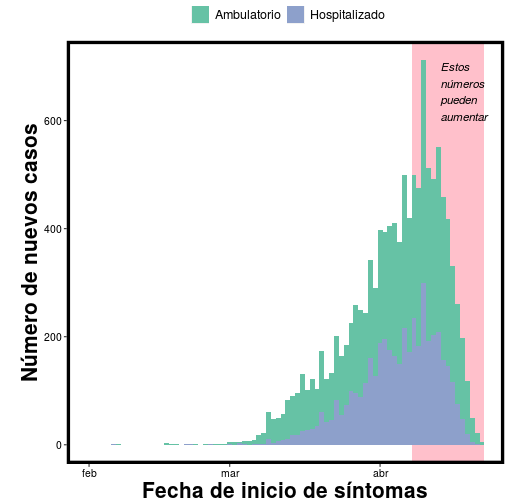 Ambulatorio Hospitalizado
Estos
números
pueden
aumentar
600
400
200
0
Número de nuevos casos
feb mar abr
Fecha de inicio de síntomas